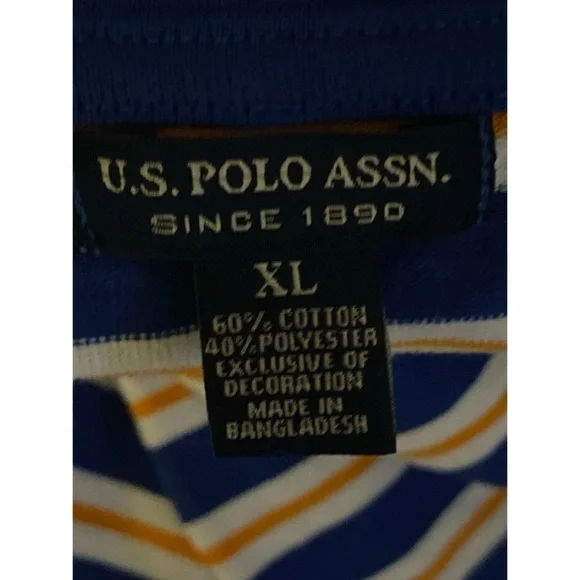 U.S. POLO ASSN.
SINCE 1890
XL
60% COTTON
40% POLYESTER
EXCLUSIVE OF
DECORATION
MADE IN
BANGLADESH